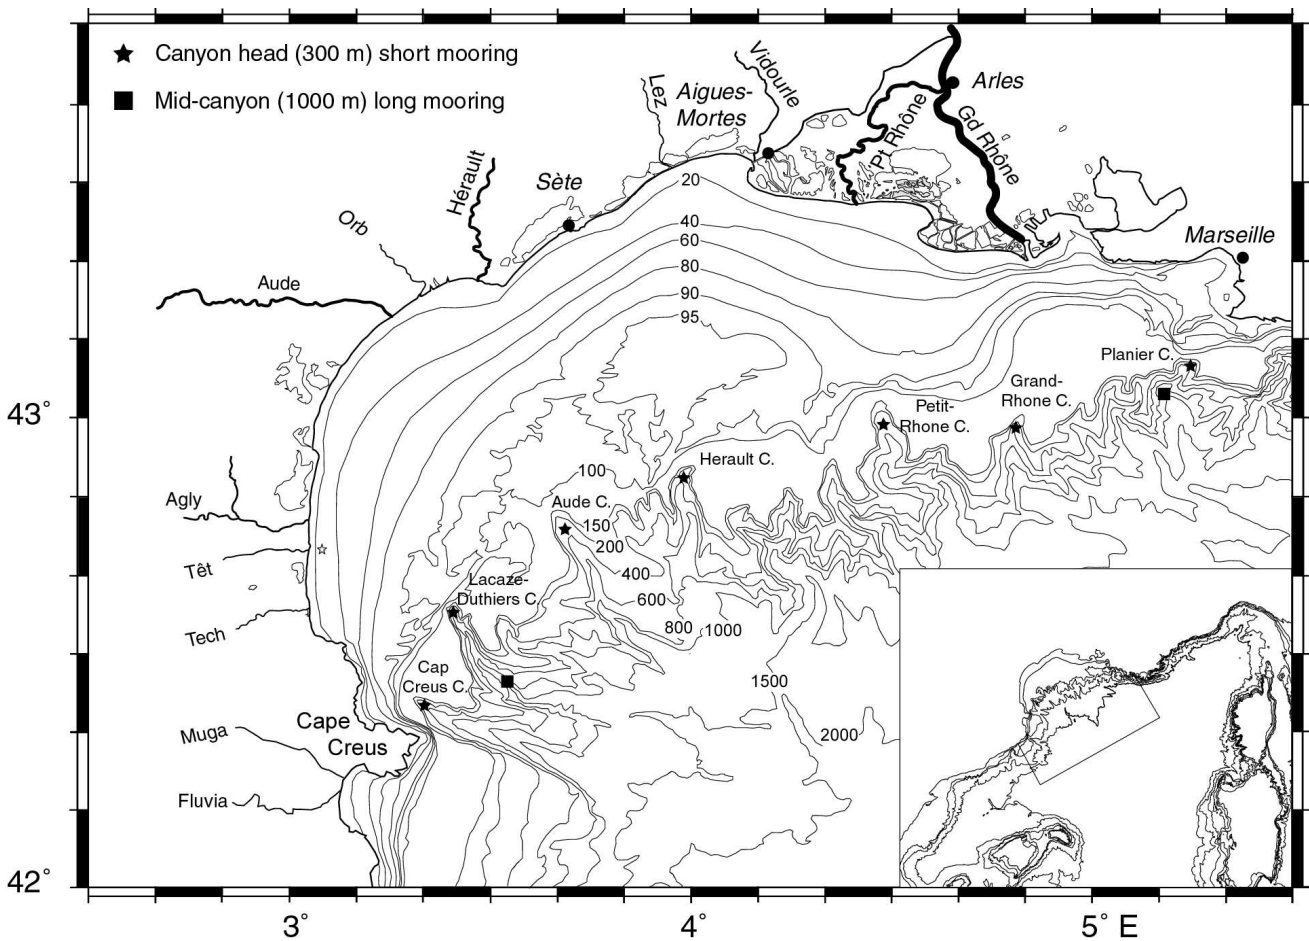 Canyon head (300 m) short mooring
Mid-canyon (1000 m) long mooring
Vidourle
Lez
Aigues-
Mortes
Arles
Pt Rhône
Gd Rhône
Hérault
Sète
Orb
Aude
Marseille
20
40
60
80
90
95
Planier C.
Grand-
Rhone C.
Petit-
Rhone C.
43°
Herault C.
100
Aude C.
150
200
400
600
800
1000
Agly
Têt
Tech
Lacaze-
Duthiers C.
Cap
Creus C.
1500
2000
Cape
Creus
Muga
Fluvia
42°
3°
4°
5° E